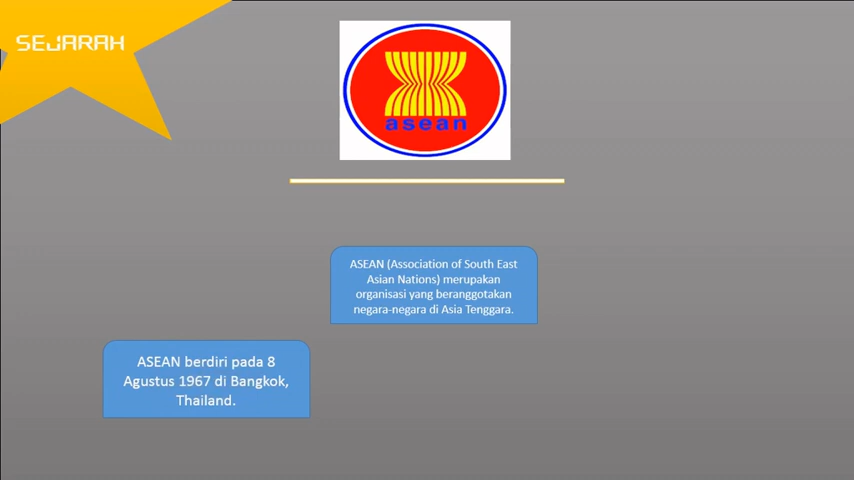 SEJARAH
asean
ASEAN (Association of South East
Asian Nations) merupakan
organisasi yang beranggotakan
negara-negara di Asia Tenggara.
ASEAN berdiri pada 8
Agustus 1967 di Bangkok,
Thailand.